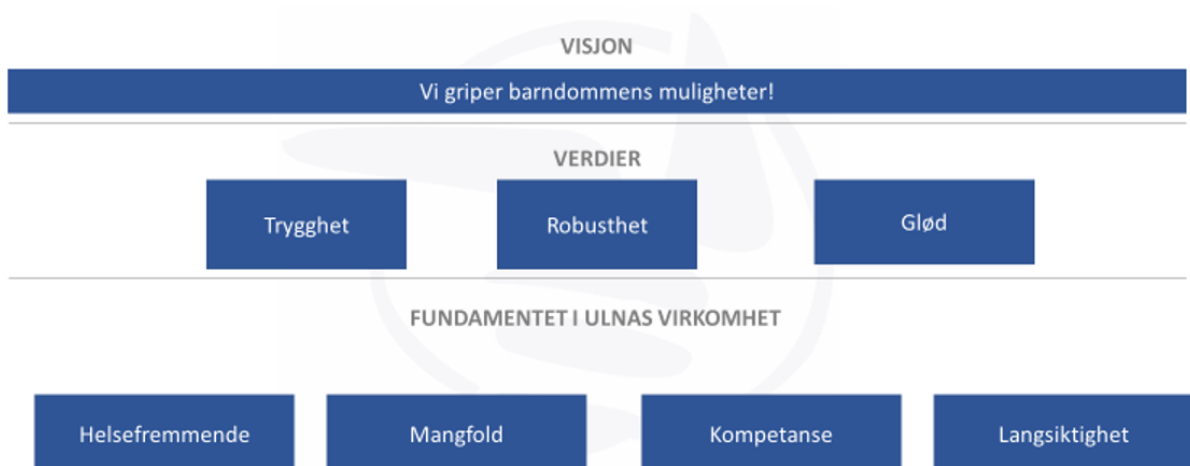 VISJON
Vi griper barndommens muligheter!
VERDIER
Trygghet
Robusthet
Glød
FUNDAMENTET I ULNAS VIRKOMHET
Helsefremmende
Mangfold
Kompetanse
Langsiktighet